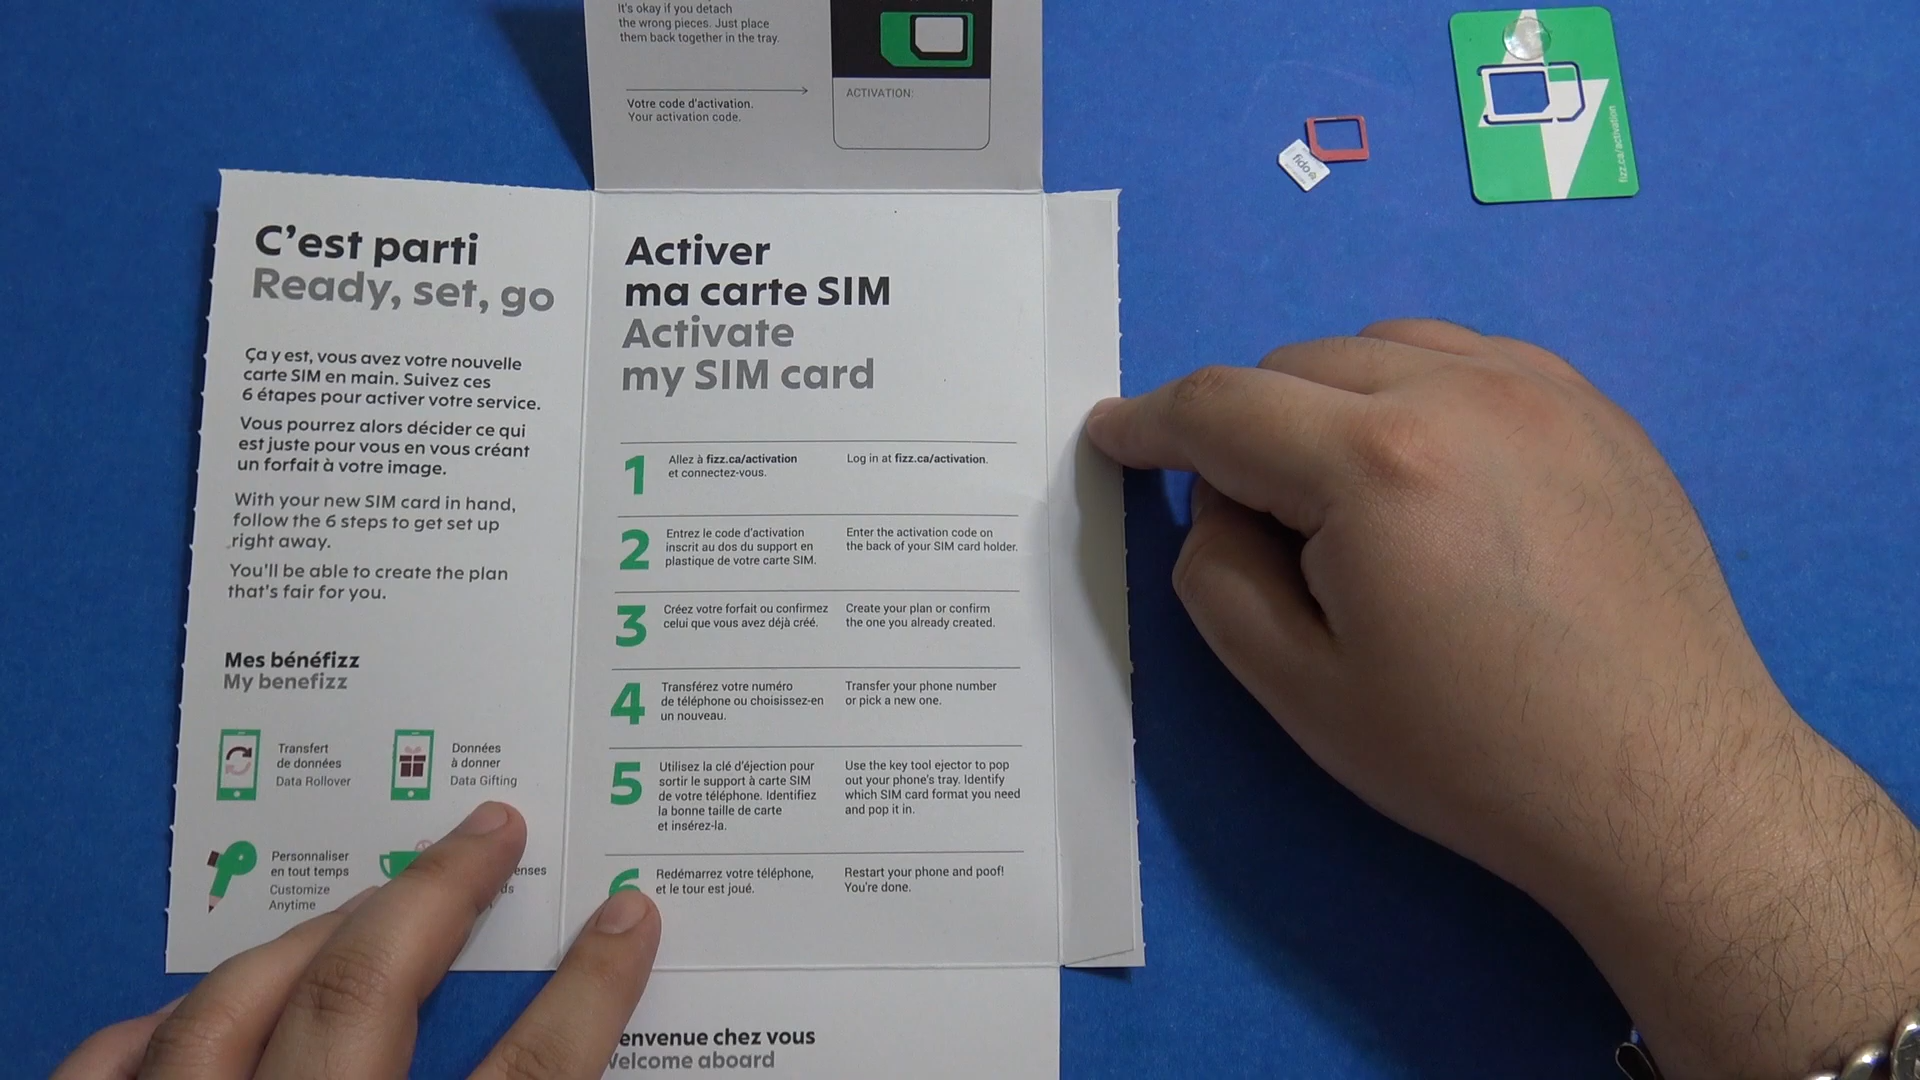 It's okay if you detach
the wrong pieces. Just place
them back together in the tray.
Votre code d'activation.
Your activation code.
ACTIVATION:
fizz.ca/activation
fido
C'est parti
Ready, set, go
Ça y est, vous avez votre nouvelle
carte SIM en main. Suivez ces
6 étapes pour activer votre service.
Vous pourrez alors décider ce qui
est juste pour vous en vous créant
un forfait à votre image.
With your new SIM card in hand,
follow the 6 steps to get set up
right away.
You'll be able to create the plan
that's fair for you.
Mes bénéfizz
My benefizz
Transfert
de données
Data Rollover
Données
à donner
Data Gifting
Personnaliser
en tout temps
Customize
Anytime
Activer
ma carte SIM
Activate
my SIM card
1
Allez à fizz.ca/activation
et connectez-vous.
Log in at fizz.ca/activation.
2
Entrez le code d'activation
inscrit au dos du support en
plastique de votre carte SIM.
Enter the activation code on
the back of your SIM card holder.
3
Créez votre forfait ou confirmez
celui que vous avez déjà créé.
Create your plan or confirm
the one you already created.
4
Transférez votre numéro
de téléphone ou choisissez-en
un nouveau.
Transfer your phone number
or pick a new one.
5
Utilisez la clé d'éjection pour
sortir le support à carte SIM
de votre téléphone. Identifiez
la bonne taille de carte
et insérez-la.
Use the key tool ejector to pop
out your phone's tray. Identify
which SIM card format you need
and pop it in.
6
Redémarrez votre téléphone,
et le tour est joué.
Restart your phone and poof!
You're done.
chez vous
aboard